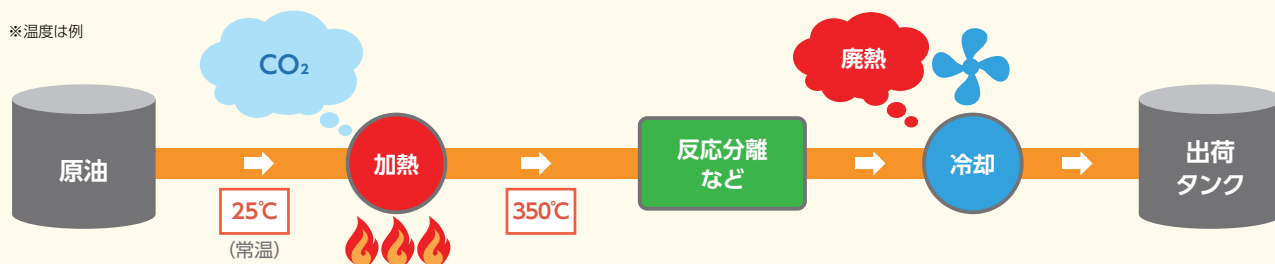 ※温度は例
CO₂
廃熱
原油
加熱
反応分離
など
冷却
出荷
タンク
25℃
(常温)
350℃